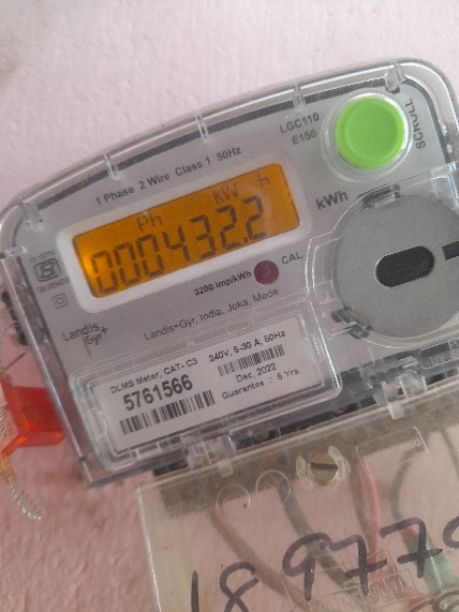 LGC110
E150
SCROLL
1 Phase 2 Wire Class 1 50Hz
Ph kW h
000432.2
kWh
3200 imp/kWh
CAL
Landis+Gyr, India, Joka, Made
Landis
Gyr+
DLMS Meter, CAT- C3
5761566
240V, 5-30 A, 50Hz
Dec, 2022
Guarantee : 5 Yrs.